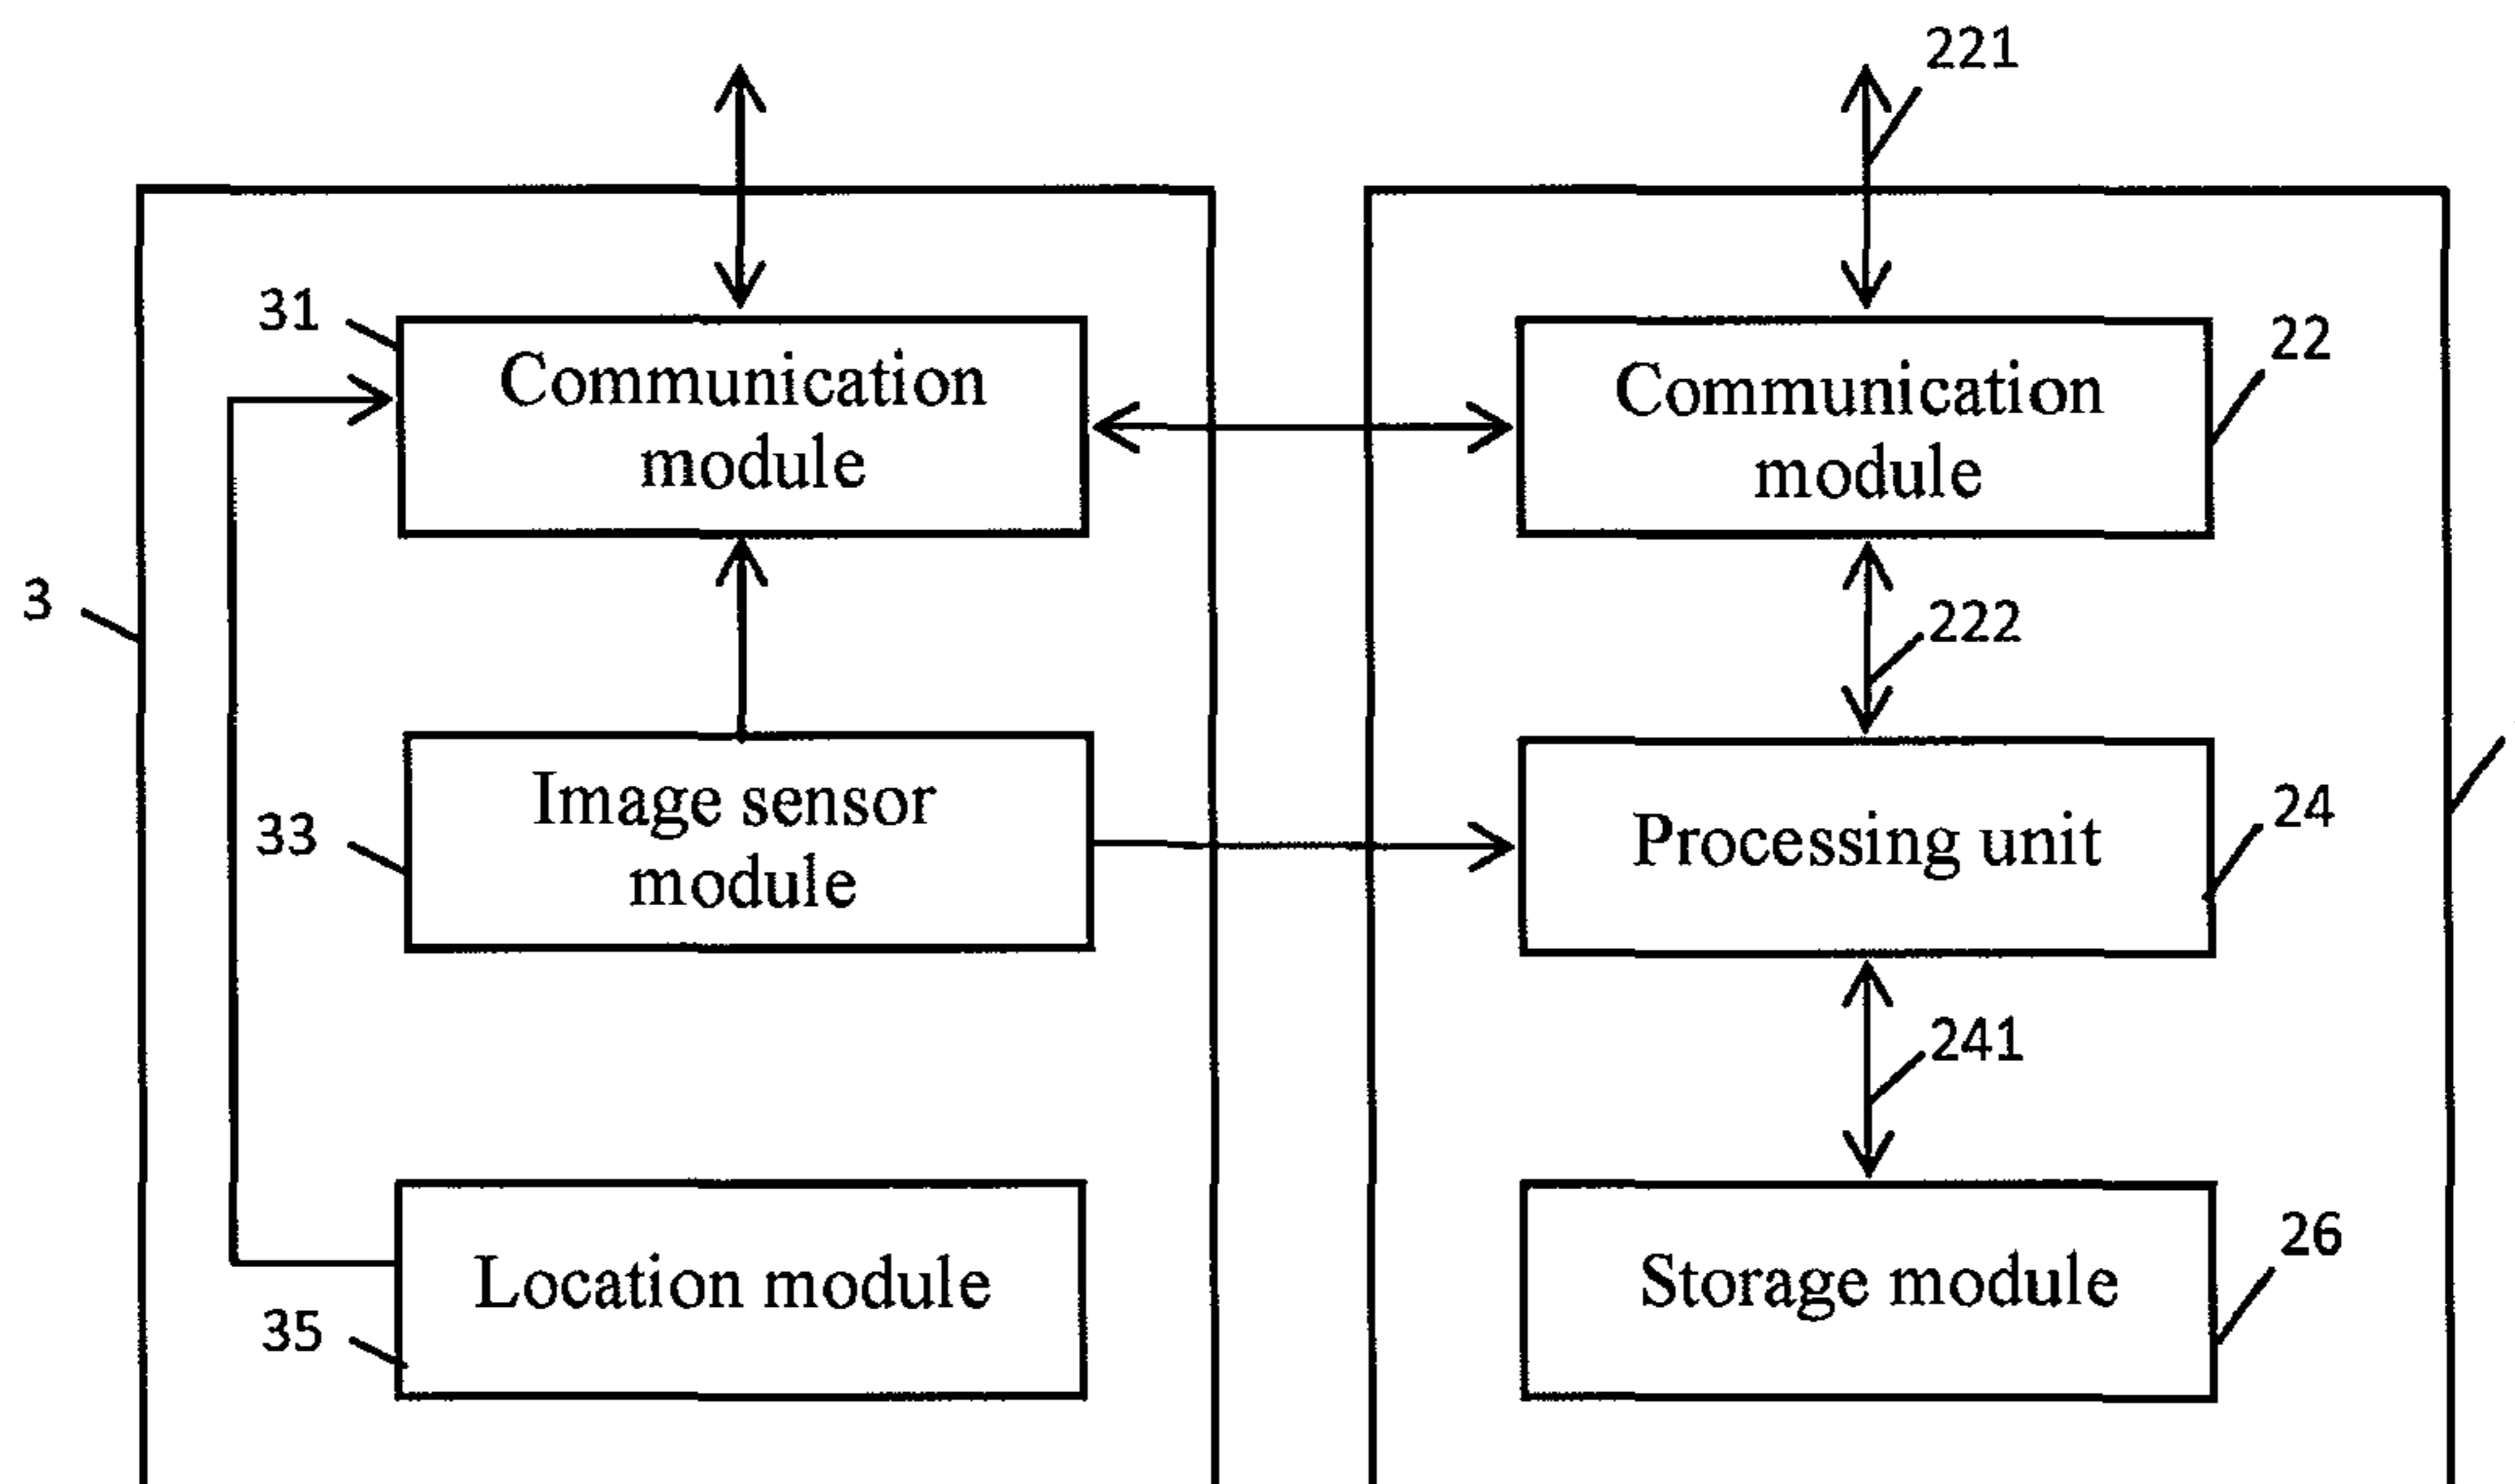 221
31
Communication
module
Communication
module
22
3
222
33
Image sensor
module
Processing unit
24
241
35
Location module
Storage module
26